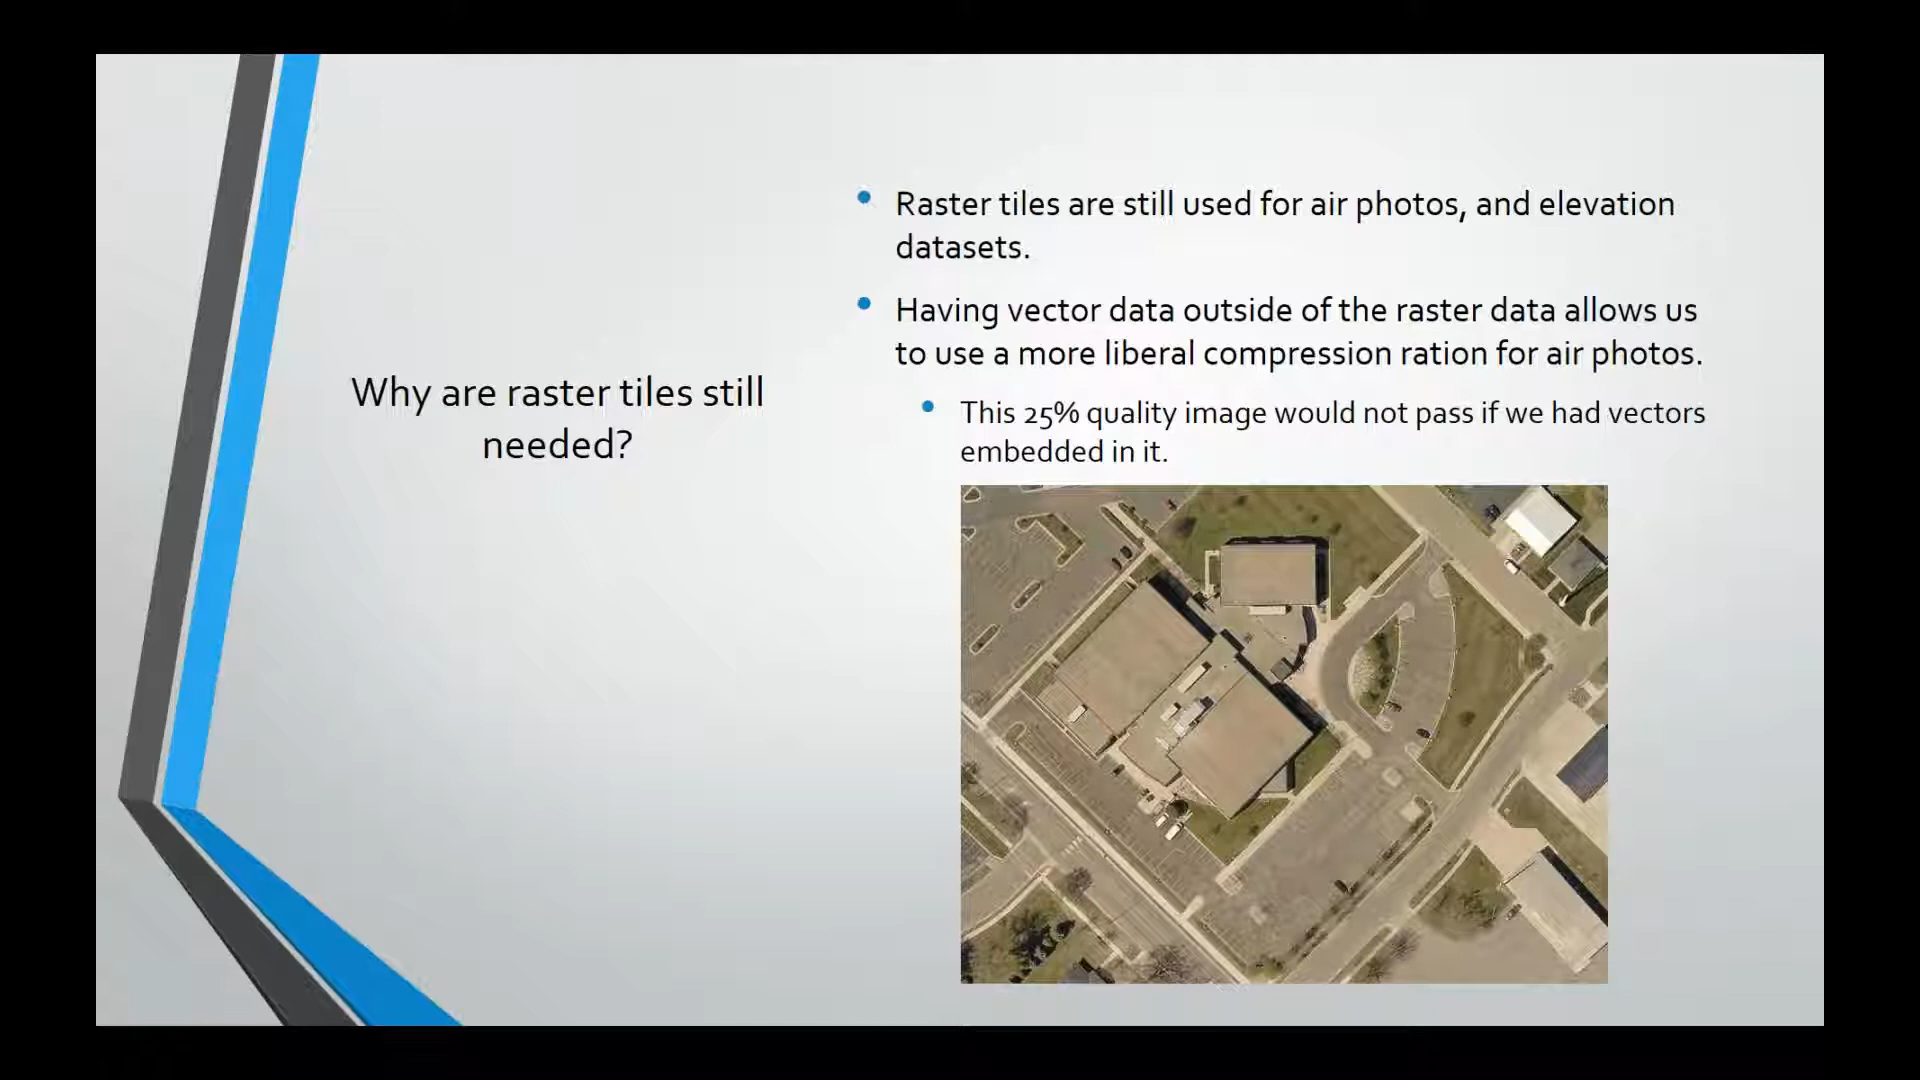 Why are raster tiles still
needed?
Raster tiles are still used for air photos, and elevation
datasets.
Having vector data outside of the raster data allows us
to use a more liberal compression ration for air photos.
This 25% quality image would not pass if we had vectors
embedded in it.